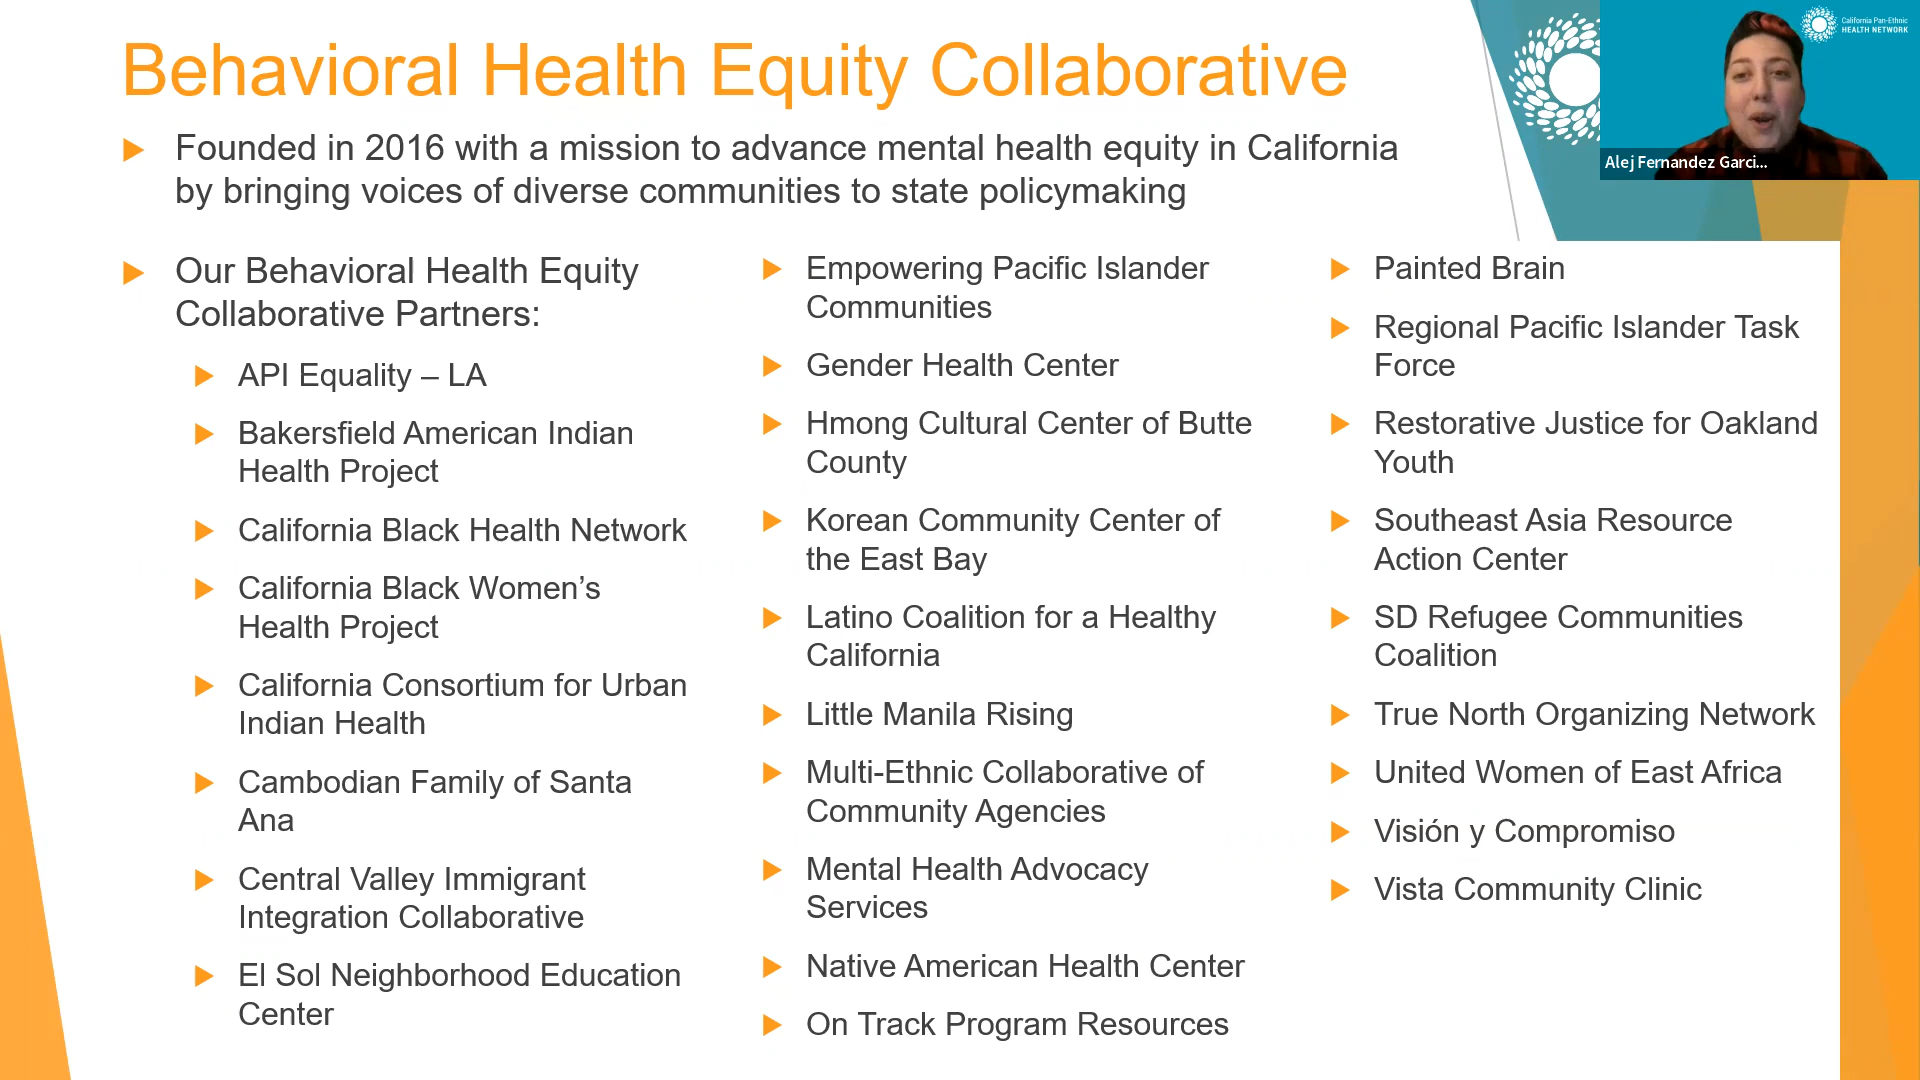 Behavioral Health Equity Collaborative
Founded in 2016 with a mission to advance mental health equity in California
by bringing voices of diverse communities to state policymaking
Our Behavioral Health Equity
Collaborative Partners:
API Equality – LA
Bakersfield American Indian
Health Project
California Black Health Network
California Black Women’s
Health Project
California Consortium for Urban
Indian Health
Cambodian Family of Santa
Ana
Central Valley Immigrant
Integration Collaborative
El Sol Neighborhood Education
Center
Empowering Pacific Islander
Communities
Gender Health Center
Hmong Cultural Center of Butte
County
Korean Community Center of
the East Bay
Latino Coalition for a Healthy
California
Little Manila Rising
Multi-Ethnic Collaborative of
Community Agencies
Mental Health Advocacy
Services
Native American Health Center
On Track Program Resources
Painted Brain
Regional Pacific Islander Task
Force
Restorative Justice for Oakland
Youth
Southeast Asia Resource
Action Center
SD Refugee Communities
Coalition
True North Organizing Network
United Women of East Africa
Visión y Compromiso
Vista Community Clinic
California Pan-Ethnic
HEALTH NETWORK
Alej Fernandez Garci...